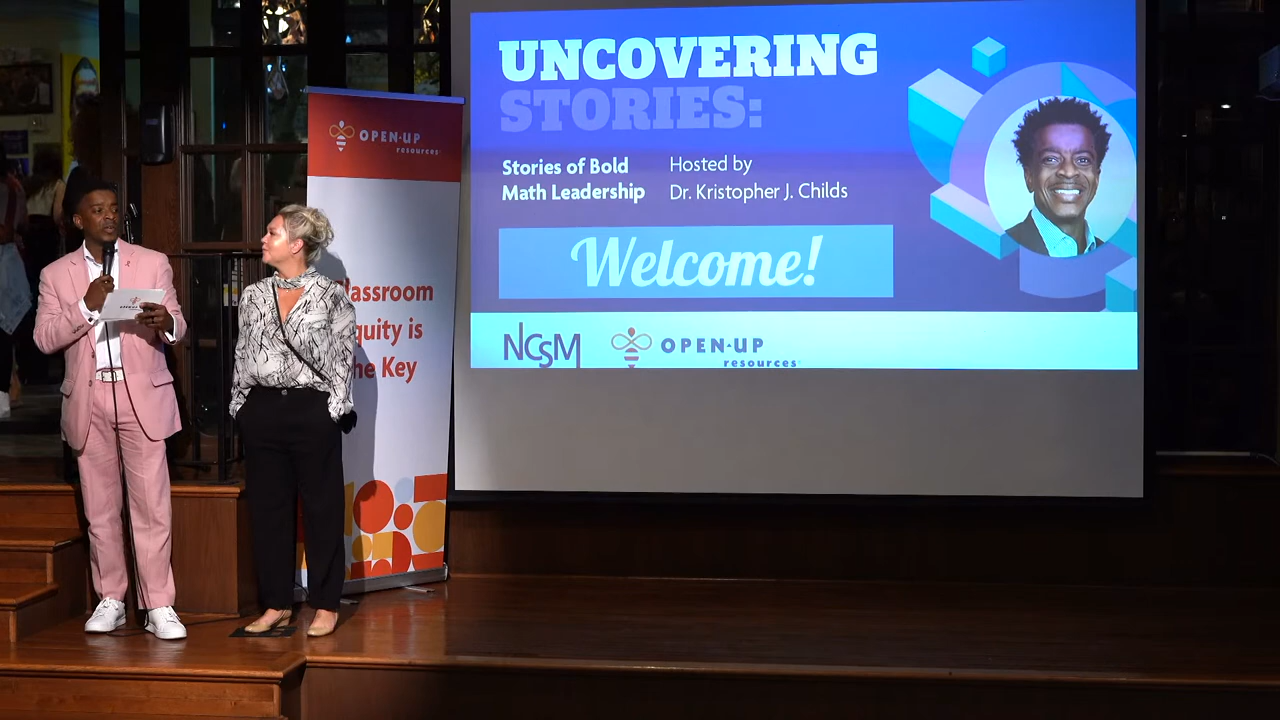 OPEN·UP
resources
lassroom
quity is
he Key
UNCOVERING
STORIES:
Stories of Bold
Math Leadership
Hosted by
Dr. Kristopher J. Childs
Welcome!
NCSM
OPEN·UP
resources